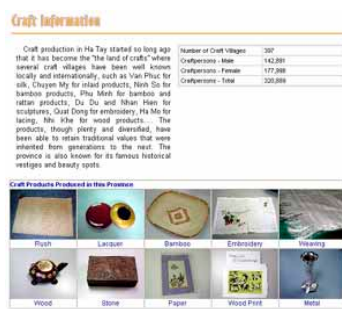 Craft Information
Craft production in Ha Tay started so long ago
that it has become the "the land of crafts" where
several craft villages have been well known
locally and internationally, such as Van Phuc for
silk, Chuyen My for inlaid products, Ninh So for
bamboo products, Phu Minh for bamboo and
rattan products, Du Du and Nhan Hien for
sculptures, Quat Dong for embroidery, Ha Mo for
lacing, Nhi Khe for wood products.... The
products, though plenty and diversified, have
been able to retain traditional values that were
inherited from generations to the next. The
province is also known for its famous historical
vestiges and beauty spots.
Number of Craft Villages 397
Craftpersons - Male
Craftpersons - Female
Craftpersons - Total
Craft Products Produced in this Province
Rush Lacquer Bamboo Embroidery Weaving
Wood Stone Paper Wood Print Metal